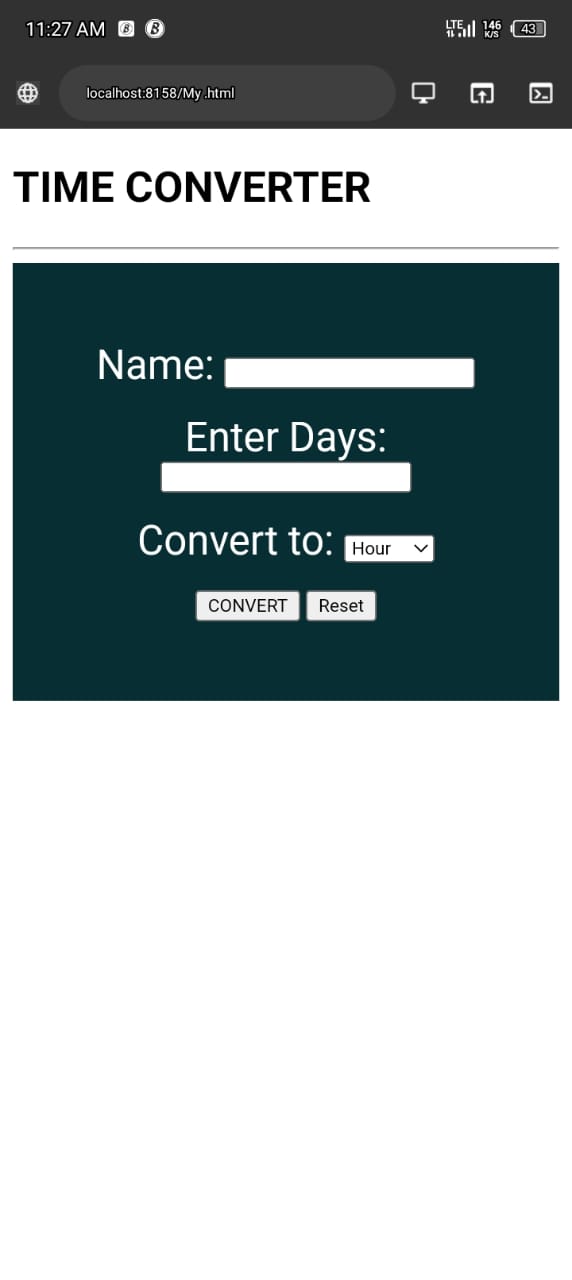 11:27 AM B B LTE 146 K/S 43
localhost:8158/My .html
TIME CONVERTER
Name:
Enter Days:
Convert to: Hour
CONVERT Reset